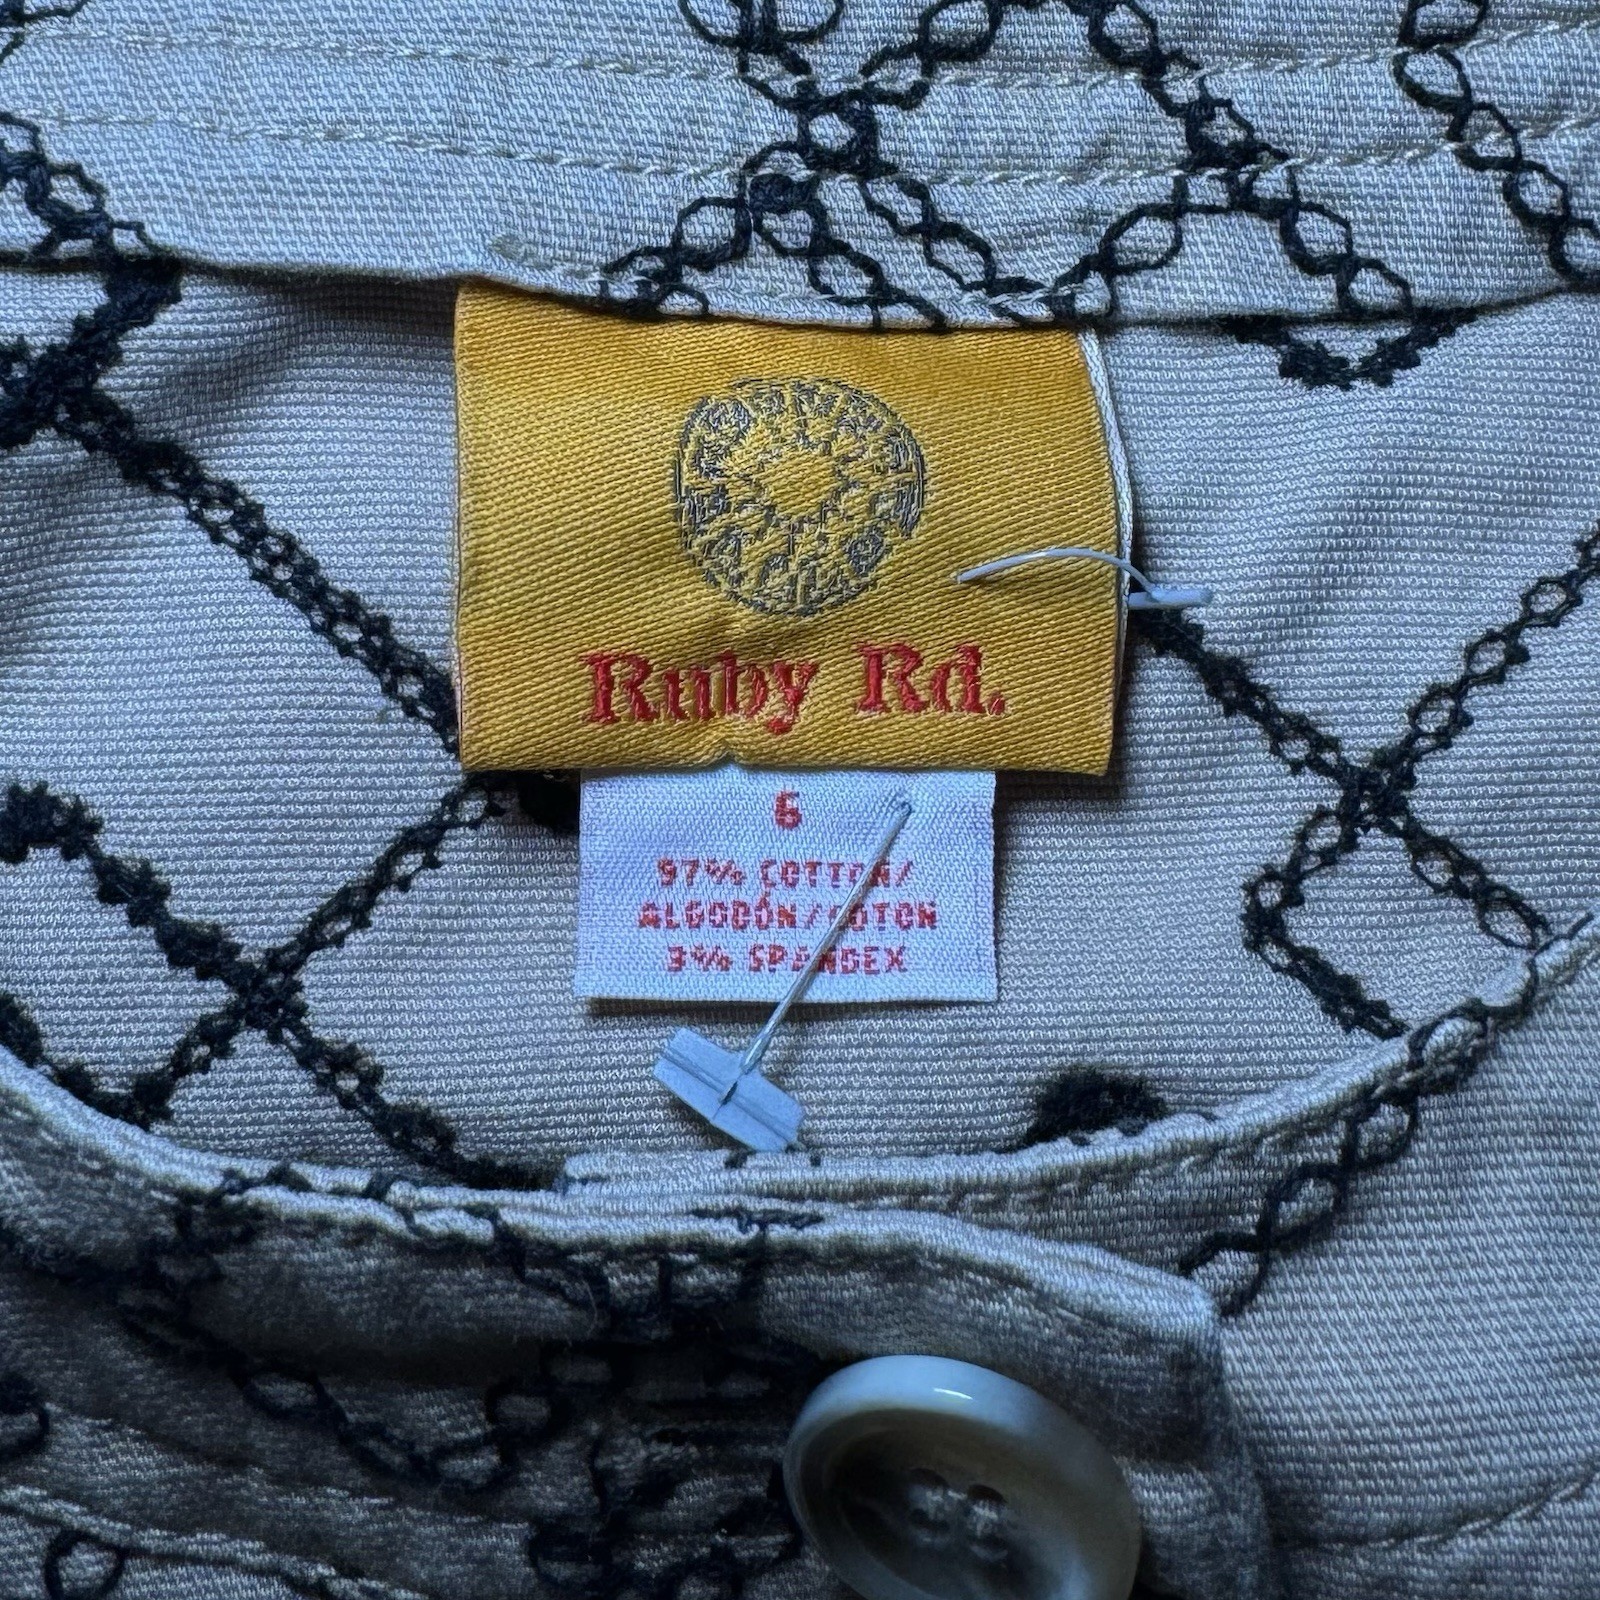 Ruby Rd.
6
97% COTTON/
ALGODÓN/COTON
3% SPANDEX